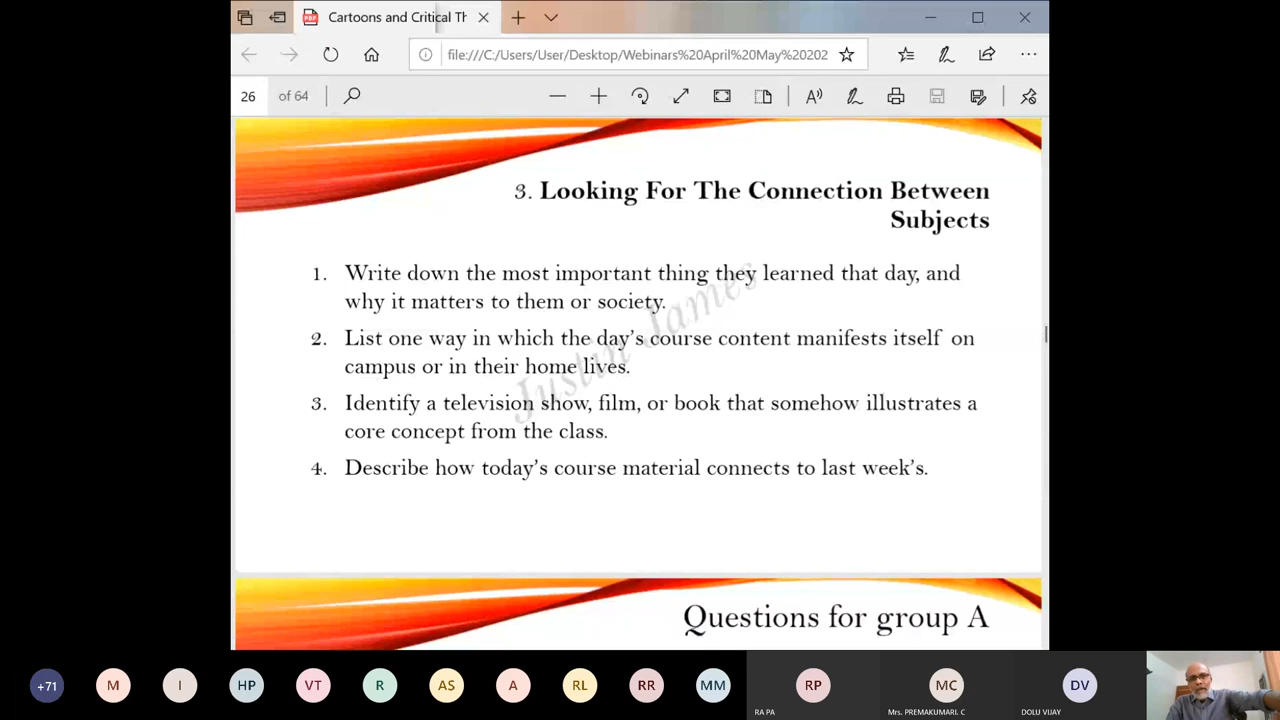 Cartoons and Critical Th
file:///C:/Users/User/Desktop/Webinars%20April%20May%20202
26 of 64
3. Looking For The Connection Between
Subjects
1. Write down the most important thing they learned that day, and
why it matters to them or society.
2. List one way in which the day's course content manifests itself on
campus or in their home lives.
3. Identify a television show, film, or book that somehow illustrates a
core concept from the class.
4. Describe how today's course material connects to last week's.
Justin James
Questions for group A
+71 M I HP VT R AS A RL RR MM RP MC DV
RA PA Mrs. PREMAKUMARI. C DOLU VIJAY